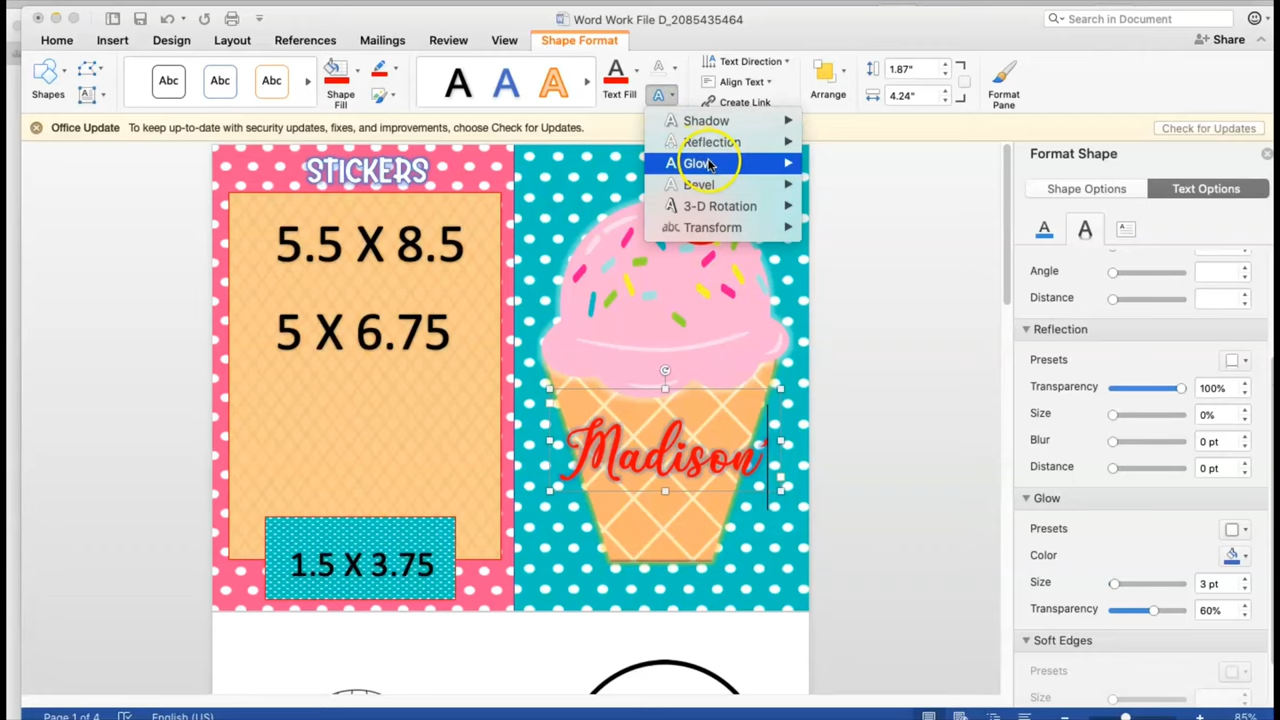 Word Work File D_2085435464
Search in Document
Home Insert Design Layout References Mailings Review View Shape Format
Share
Shapes
Abc Abc Abc
Shape Fill
A A A
Text Fill
Text Direction
Align Text
Create Link
Arrange
1.87"
4.24"
Format Pane
Office Update To keep up-to-date with security updates, fixes, and improvements, choose Check for Updates.
Check for Updates
Shadow
Reflection
Glow
Bevel
3-D Rotation
abc Transform
STICKERS
5.5 X 8.5
5 X 6.75
1.5 X 3.75
Madison'
Format Shape
Shape Options Text Options
Angle
Distance
Reflection
Presets
Transparency 100%
Size 0%
Blur 0 pt
Distance 0 pt
Glow
Presets
Color
Size 3 pt
Transparency 60%
Soft Edges
Presets
Size
Page 1 of 4 English (US) 85%